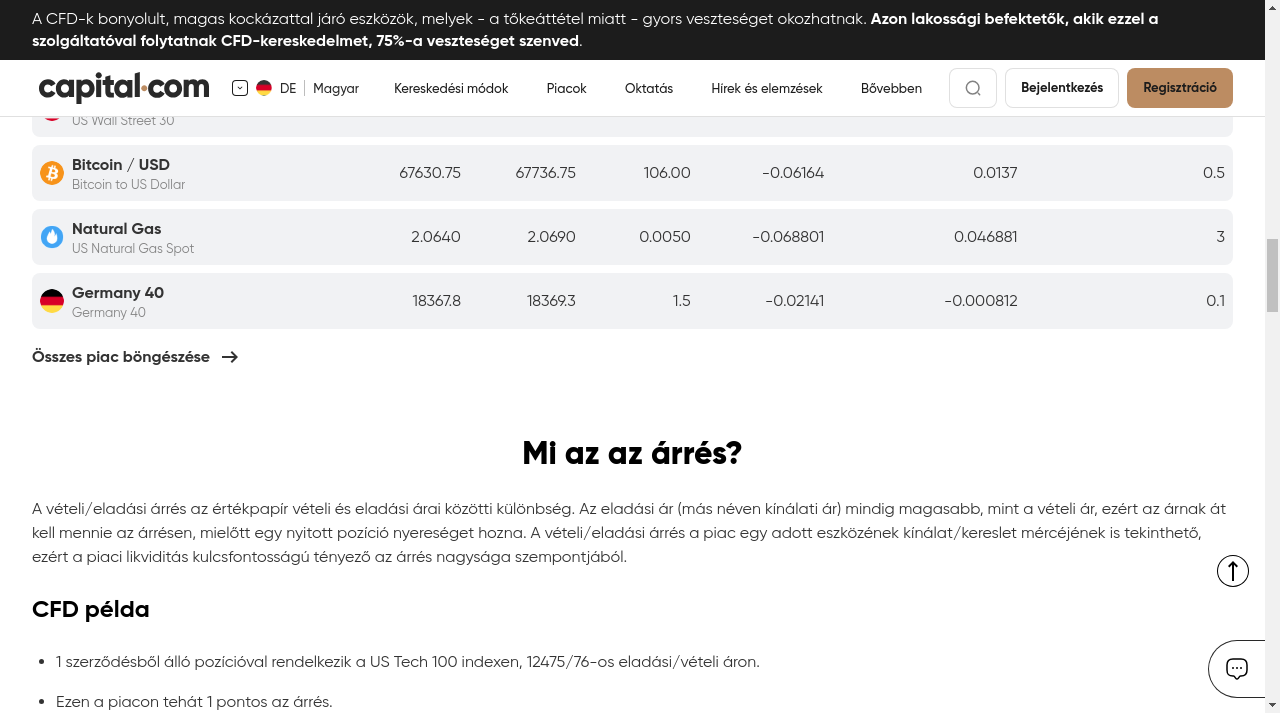 A CFD-k bonyolult, magas kockázattal járó eszközök, melyek - a tőkeáttétel miatt - gyors veszteséget okozhatnak. Azon lakossági befektetők, akik ezzel a
szolgáltatóval folytatnak CFD-kereskedelmet, 75%-a veszteséget szenved.
capital.com DE Magyar Kereskedési módok Piacok Oktatás Hírek és elemzések Bővebben Bejelentkezés Regisztráció
US Wall Street 30
Bitcoin / USD 67630.75 67736.75 106.00 -0.06164 0.0137 0.5
Bitcoin to US Dollar
Natural Gas 2.0640 2.0690 0.0050 -0.068801 0.046881 3
US Natural Gas Spot
Germany 40 18367.8 18369.3 1.5 -0.02141 -0.000812 0.1
Germany 40
Összes piac böngészése
Mi az az árrés?
A vételi/eladási árrés az értékpapír vételi és eladási árai közötti különbség. Az eladási ár (más néven kínálati ár) mindig magasabb, mint a vételi ár, ezért az árnak át
kell mennie az árrésen, mielőtt egy nyitott pozíció nyereséget hozna. A vételi/eladási árrés a piac egy adott eszközének kínálat/kereslet mércéjének is tekinthető,
ezért a piaci likviditás kulcsfontosságú tényező az árrés nagysága szempontjából.
CFD példa
1 szerződésből álló pozícióval rendelkezik a US Tech 100 indexen, 12475/76-os eladási/vételi áron.
Ezen a piacon tehát 1 pontos az árrés.